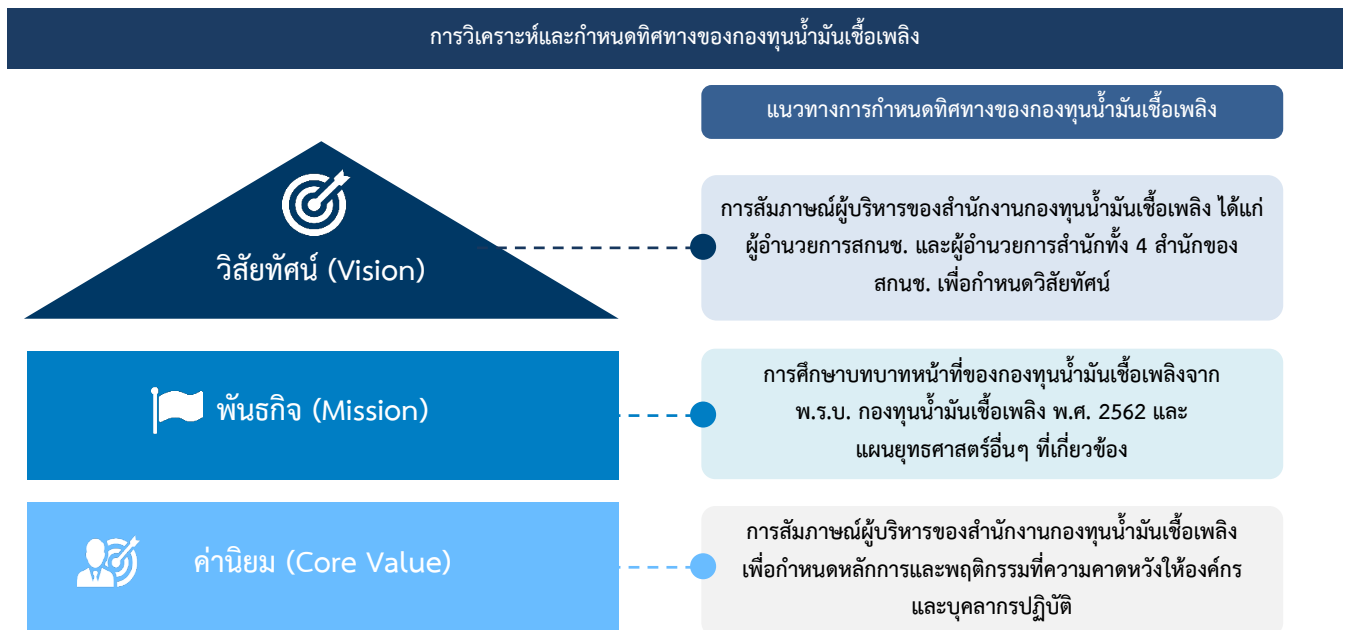 การวิเคราะห์และกำหนดทิศทางของกองทุนน้ำมันเชื้อเพลิง
แนวทางการกำหนดทิศทางของกองทุนน้ำมันเชื้อเพลิง
วิสัยทัศน์ (Vision)
การสัมภาษณ์ผู้บริหารของสำนักงานกองทุนน้ำมันเชื้อเพลิง ได้แก่
ผู้อำนวยการสกนช. และผู้อำนวยการสำนักทั้ง 4 สำนักของ
สกนช. เพื่อกำหนดวิสัยทัศน์
พันธกิจ (Mission)
การศึกษาบทบาทหน้าที่ของกองทุนน้ำมันเชื้อเพลิงจาก
พ.ร.บ. กองทุนน้ำมันเชื้อเพลิง พ.ศ. 2562 และ
แผนยุทธศาสตร์อื่นๆ ที่เกี่ยวข้อง
ค่านิยม (Core Value)
การสัมภาษณ์ผู้บริหารของสำนักงานกองทุนน้ำมันเชื้อเพลิง
เพื่อกำหนดหลักการและพฤติกรรมที่ความคาดหวังให้องค์กร
และบุคลากรปฏิบัติ